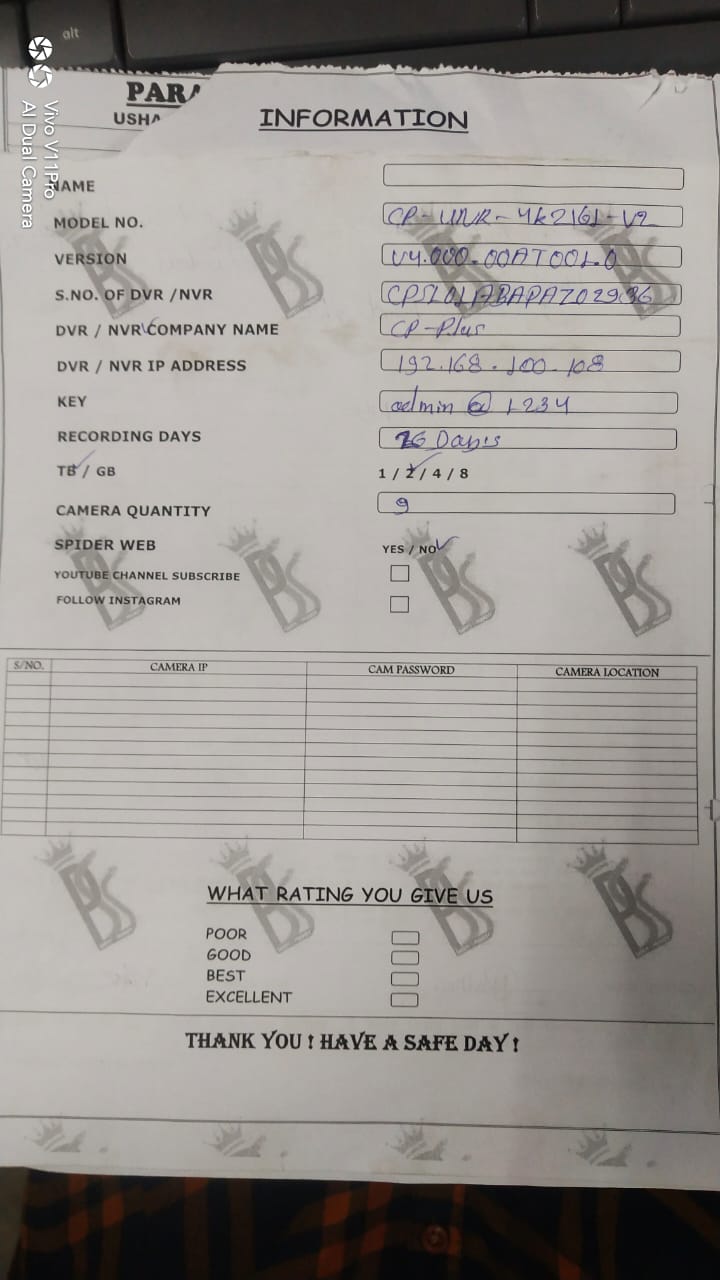 alt
Vivo V11Pro
AI Dual Camera
PARA
USHA
INFORMATION
NAME
MODEL NO. CP-UNR-4K2161-V2
VERSION V4.000.00AT001.0
S.NO. OF DVR /NVR
DVR / NVR COMPANY NAME CP-Plus
DVR / NVR IP ADDRESS 192.168.100.108
KEY admin @ 1234
RECORDING DAYS 26 Days
TB / GB 1 / 2 / 4 / 8
CAMERA QUANTITY 9
SPIDER WEB YES / NO
YOUTUBE CHANNEL SUBSCRIBE
FOLLOW INSTAGRAM
S/NO. CAMERA IP CAM PASSWORD CAMERA LOCATION
WHAT RATING YOU GIVE US
POOR
GOOD
BEST
EXCELLENT
THANK YOU ! HAVE A SAFE DAY !